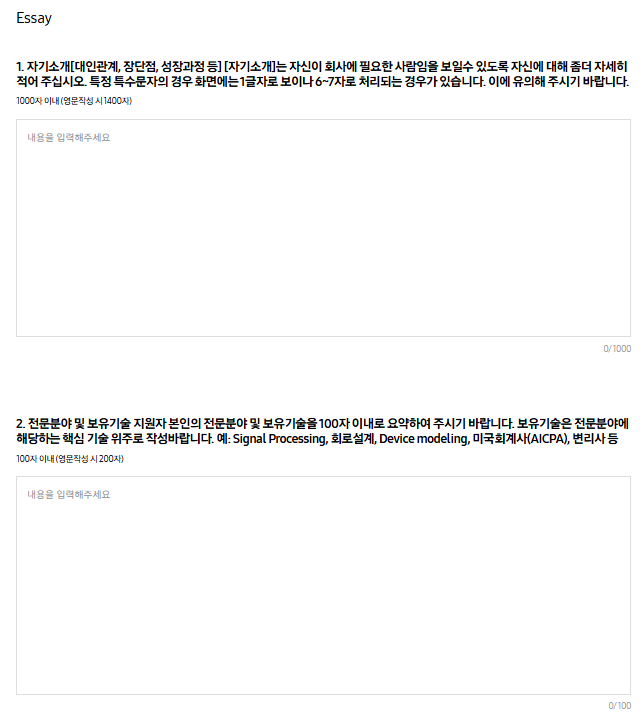 Essay
1. 자기소개[대인관계, 장단점, 성장과정 등] [자기소개]는 자신이 회사에 필요한 사람임을 보일수 있도록 자신에 대해 좀더 자세히
적어 주십시오. 특정 특수문자의 경우 화면에는 1글자로 보이나 6~7자로 처리되는 경우가 있습니다. 이에 유의해 주시기 바랍니다.
1000자 이내 (영문작성 시 1400자)
내용을 입력해주세요
0/1000
2. 전문분야 및 보유기술 지원자 본인의 전문분야 및 보유기술을 100자 이내로 요약하여 주시기 바랍니다. 보유기술은 전문분야에
해당하는 핵심 기술 위주로 작성바랍니다. 예: Signal Processing, 회로설계, Device modeling, 미국회계사(AICPA), 변리사 등
100자 이내 (영문작성 시 200자)
내용을 입력해주세요
0/100